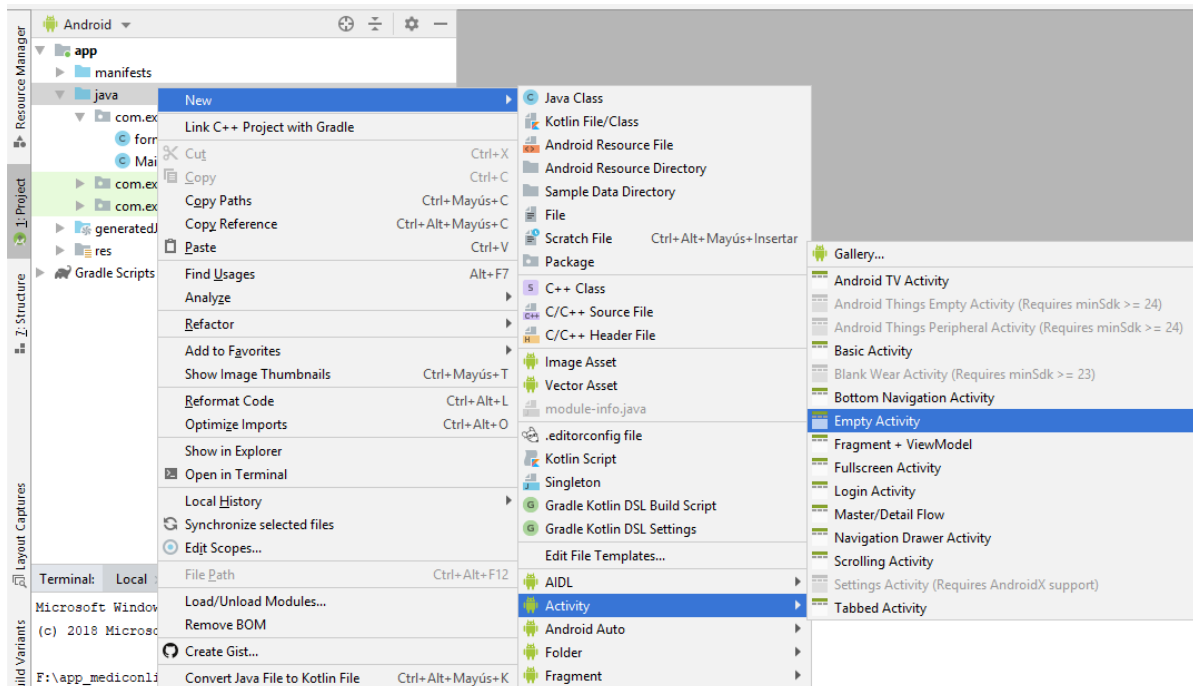 Android
app
manifests
java
com.ex
forn
Mai
com.ex
com.ex
generatedJ
res
Gradle Scripts
Resource Manager
1: Project
7: Structure
Layout Captures
ild Variants
Terminal: Local
Microsoft Window
(c) 2018 Microso
F:\app_mediconli
New
Link C++ Project with Gradle
Cut Ctrl+X
Copy Ctrl+C
Copy Paths Ctrl+Mayús+C
Copy Reference Ctrl+Alt+Mayús+C
Paste Ctrl+V
Find Usages Alt+F7
Analyze
Refactor
Add to Favorites
Show Image Thumbnails Ctrl+Mayús+T
Reformat Code Ctrl+Alt+L
Optimize Imports Ctrl+Alt+O
Show in Explorer
Open in Terminal
Local History
Synchronize selected files
Edit Scopes...
File Path Ctrl+Alt+F12
Load/Unload Modules...
Remove BOM
Create Gist...
Convert Java File to Kotlin File Ctrl+Alt+Mayús+K
Java Class
Kotlin File/Class
Android Resource File
Android Resource Directory
Sample Data Directory
File
Scratch File Ctrl+Alt+Mayús+Insertar
Package
C++ Class
C/C++ Source File
C/C++ Header File
Image Asset
Vector Asset
module-info.java
.editorconfig file
Kotlin Script
Singleton
Gradle Kotlin DSL Build Script
Gradle Kotlin DSL Settings
Edit File Templates...
AIDL
Activity
Android Auto
Folder
Fragment
Gallery...
Android TV Activity
Android Things Empty Activity (Requires minSdk >= 24)
Android Things Peripheral Activity (Requires minSdk >= 24)
Basic Activity
Blank Wear Activity (Requires minSdk >= 23)
Bottom Navigation Activity
Empty Activity
Fragment + ViewModel
Fullscreen Activity
Login Activity
Master/Detail Flow
Navigation Drawer Activity
Scrolling Activity
Settings Activity (Requires AndroidX support)
Tabbed Activity